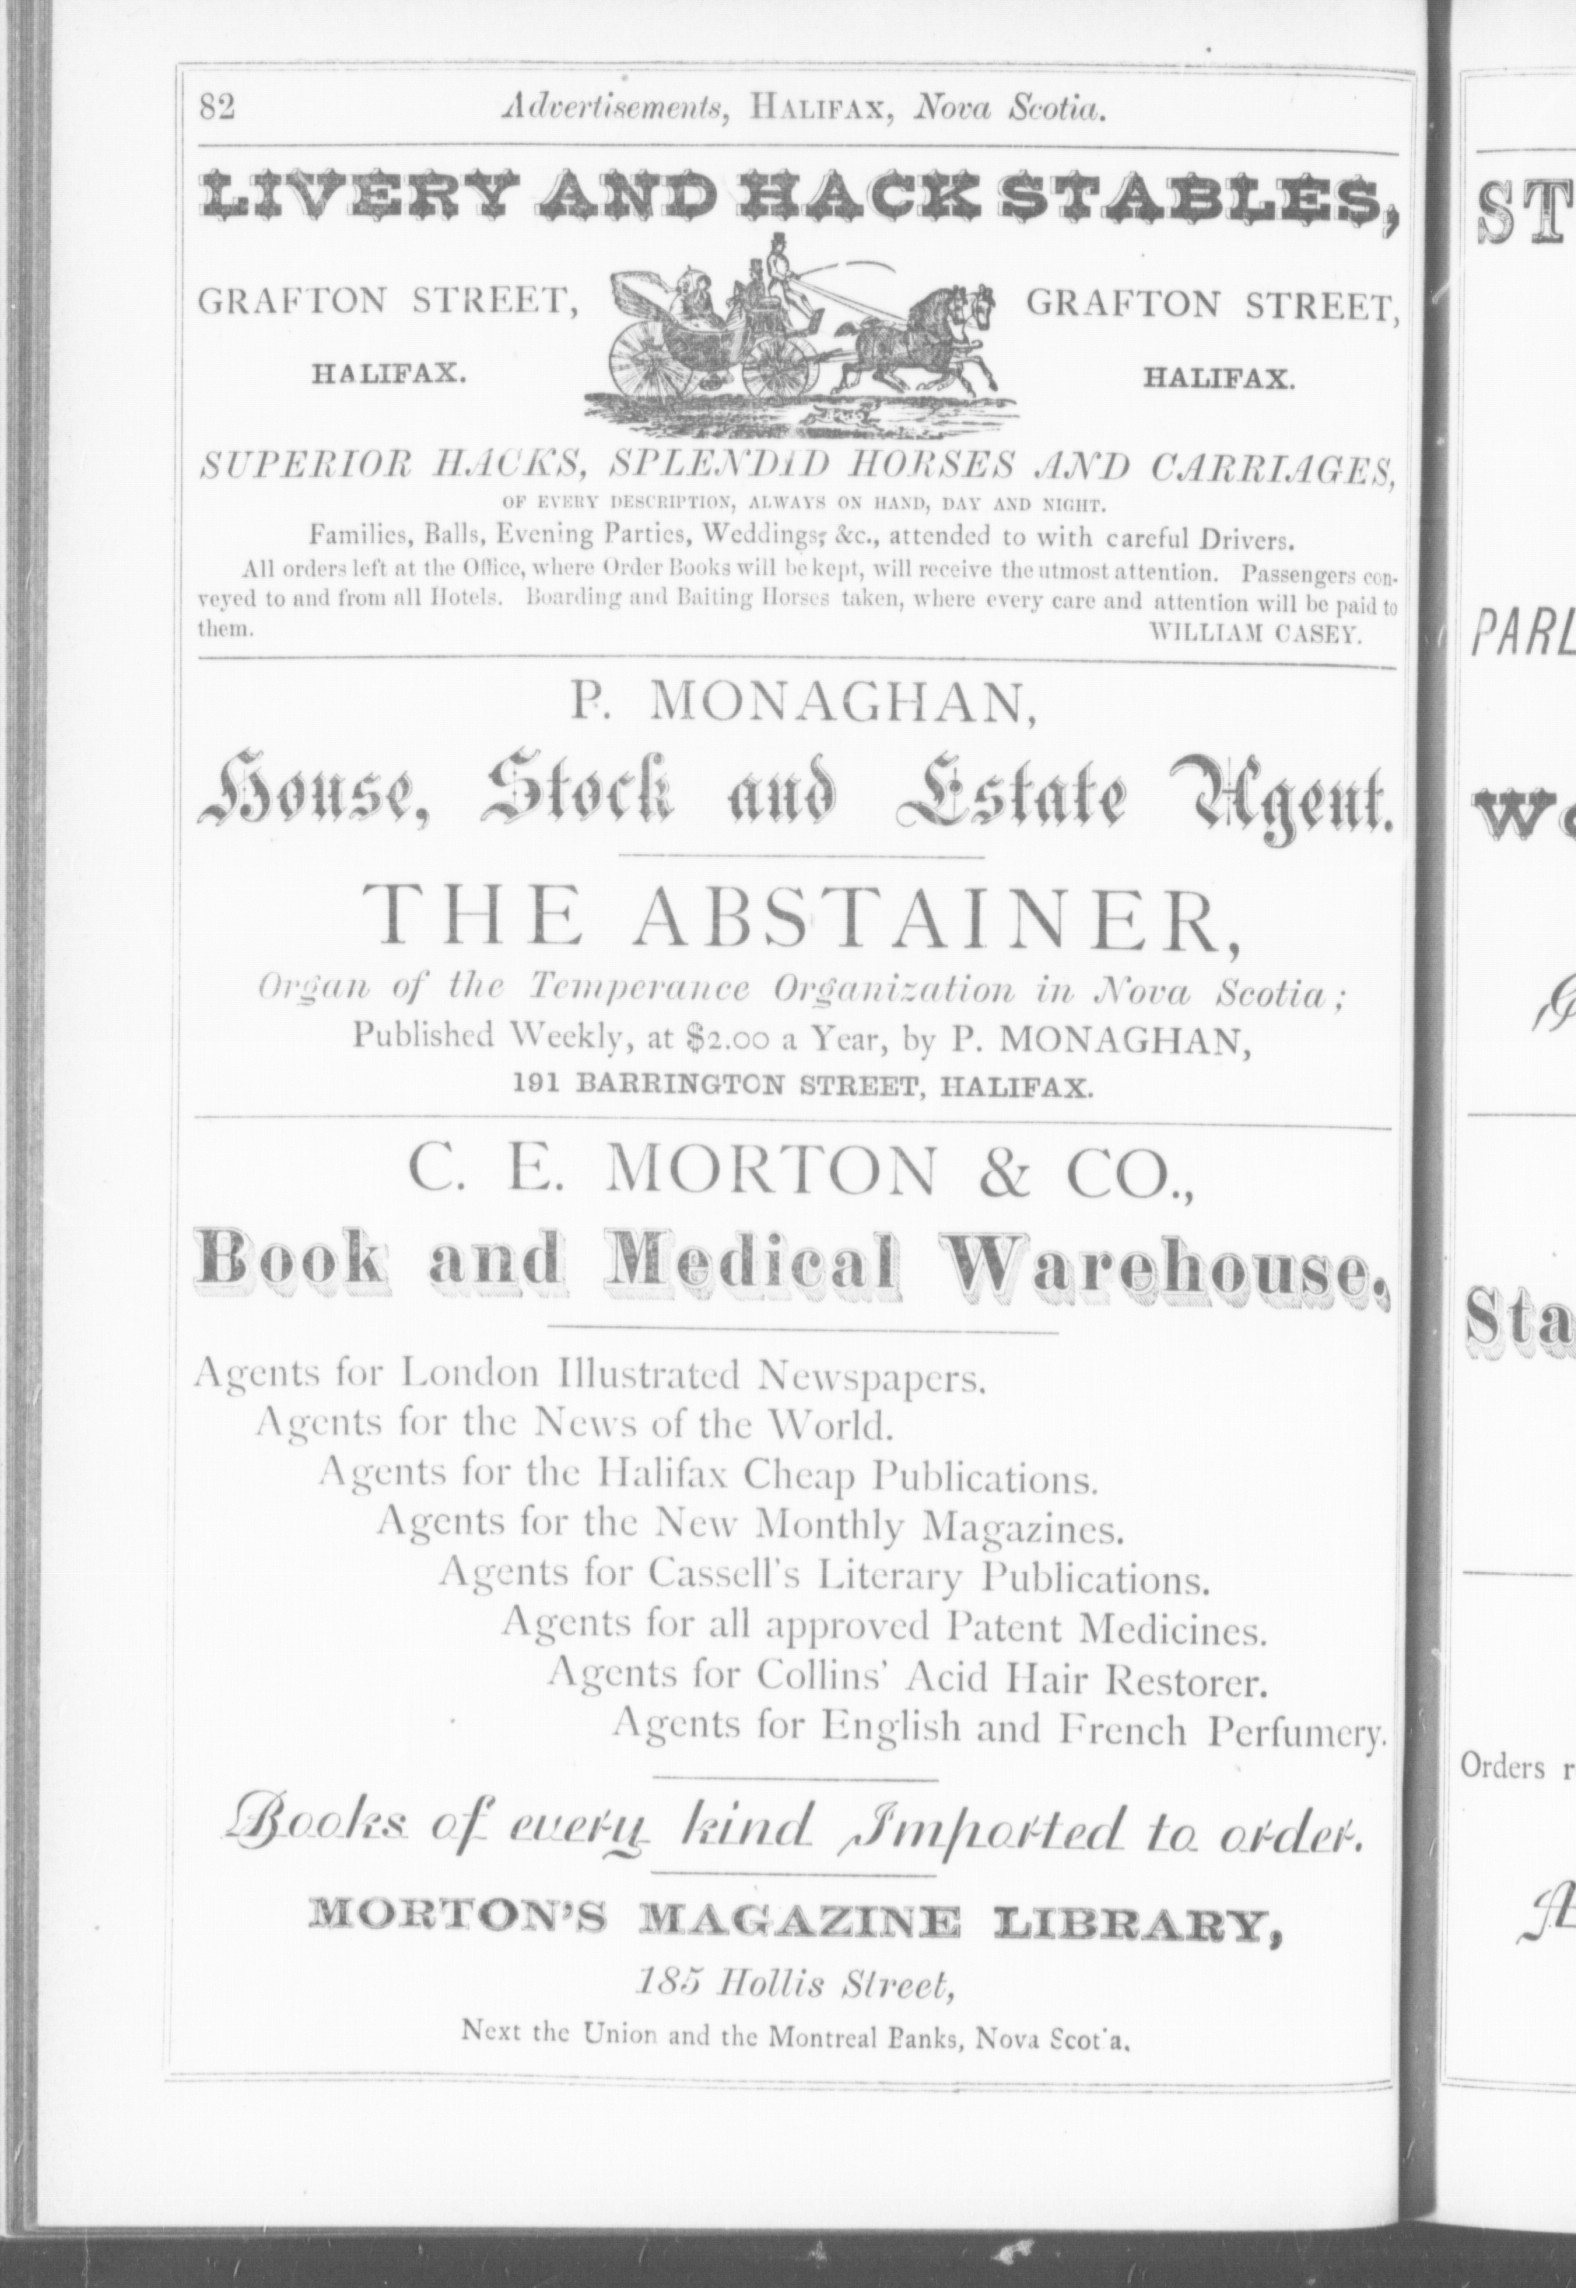 82 Advertisements, HALIFAX, Nova Scotia.
LIVERY AND HACK STABLES,
GRAFTON STREET, GRAFTON STREET,
HALIFAX. HALIFAX.
SUPERIOR HACKS, SPLENDID HORSES AND CARRIAGES,
OF EVERY DESCRIPTION, ALWAYS ON HAND, DAY AND NIGHT.
Families, Balls, Evening Parties, Weddings, &c., attended to with careful Drivers.
All orders left at the Office, where Order Books will be kept, will receive the utmost attention. Passengers con-
veyed to and from all Hotels. Boarding and Baiting Horses taken, where every care and attention will be paid to
them. WILLIAM CASEY.
P. MONAGHAN,
House, Stock and Estate Agent.
THE ABSTAINER,
Organ of the Temperance Organization in Nova Scotia;
Published Weekly, at $2.00 a Year, by P. MONAGHAN,
191 BARRINGTON STREET, HALIFAX.
C. E. MORTON & CO.,
Book and Medical Warehouse,
Agents for London Illustrated Newspapers.
Agents for the News of the World.
Agents for the Halifax Cheap Publications.
Agents for the New Monthly Magazines.
Agents for Cassell's Literary Publications.
Agents for all approved Patent Medicines.
Agents for Collins' Acid Hair Restorer.
Agents for English and French Perfumery.
Books of every kind Imported to order.
MORTON'S MAGAZINE LIBRARY,
185 Hollis Street,
Next the Union and the Montreal Banks, Nova Scotia.
ST
PARL
Sta
Orders r